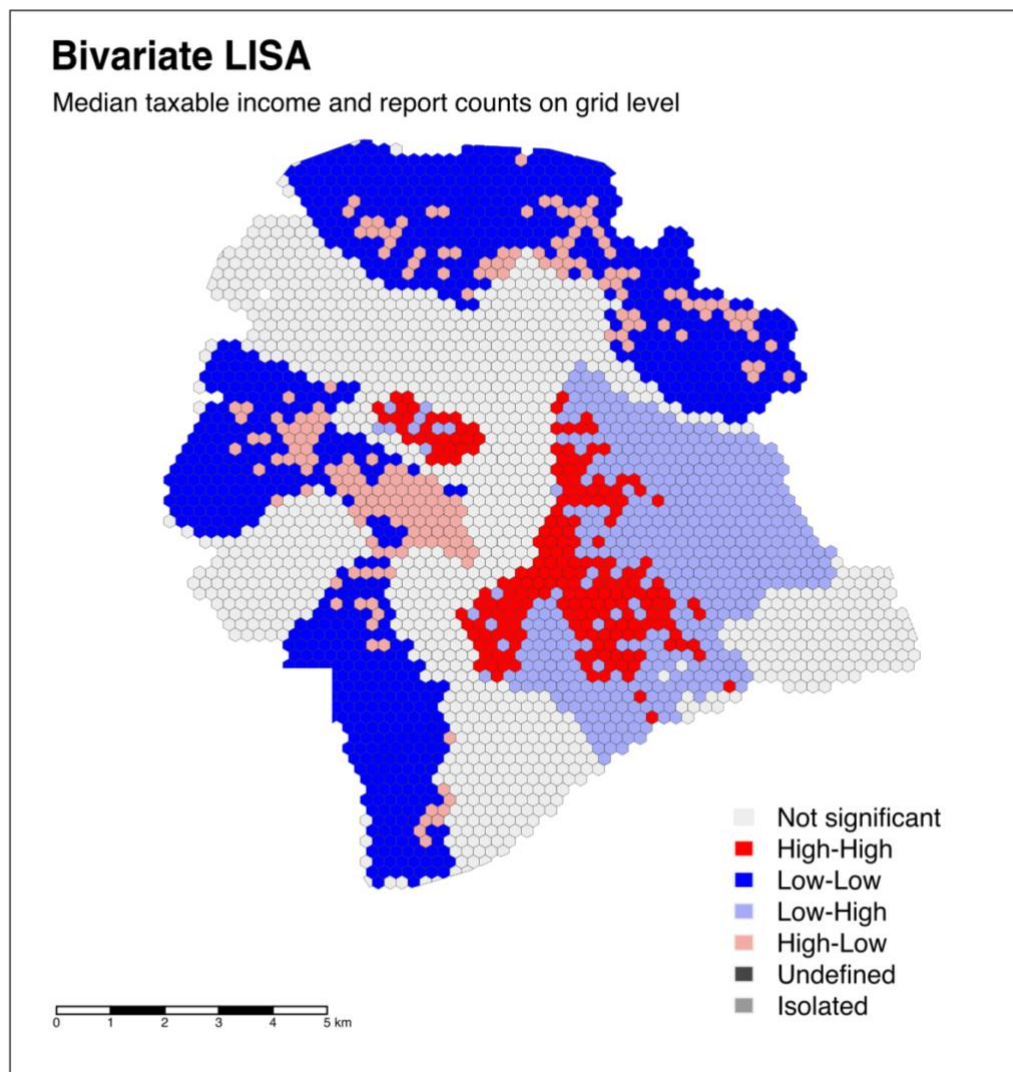 Bivariate LISA
Median taxable income and report counts on grid level
Not significant
High-High
Low-Low
Low-High
High-Low
Undefined
Isolated
0 1 2 3 4 5 km